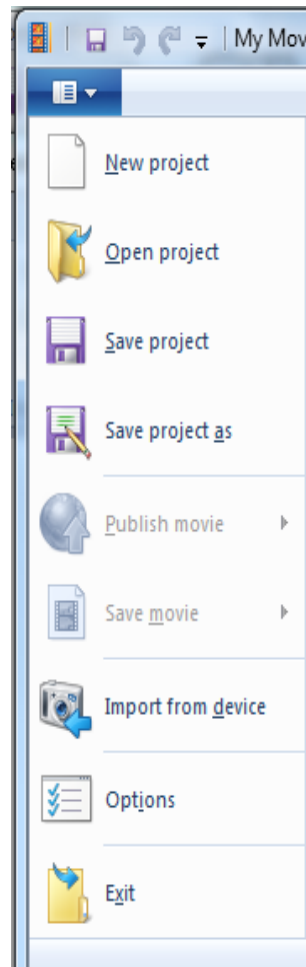 My Mov
New project
Open project
Save project
Save project as
Publish movie
Save movie
Import from device
Options
Exit